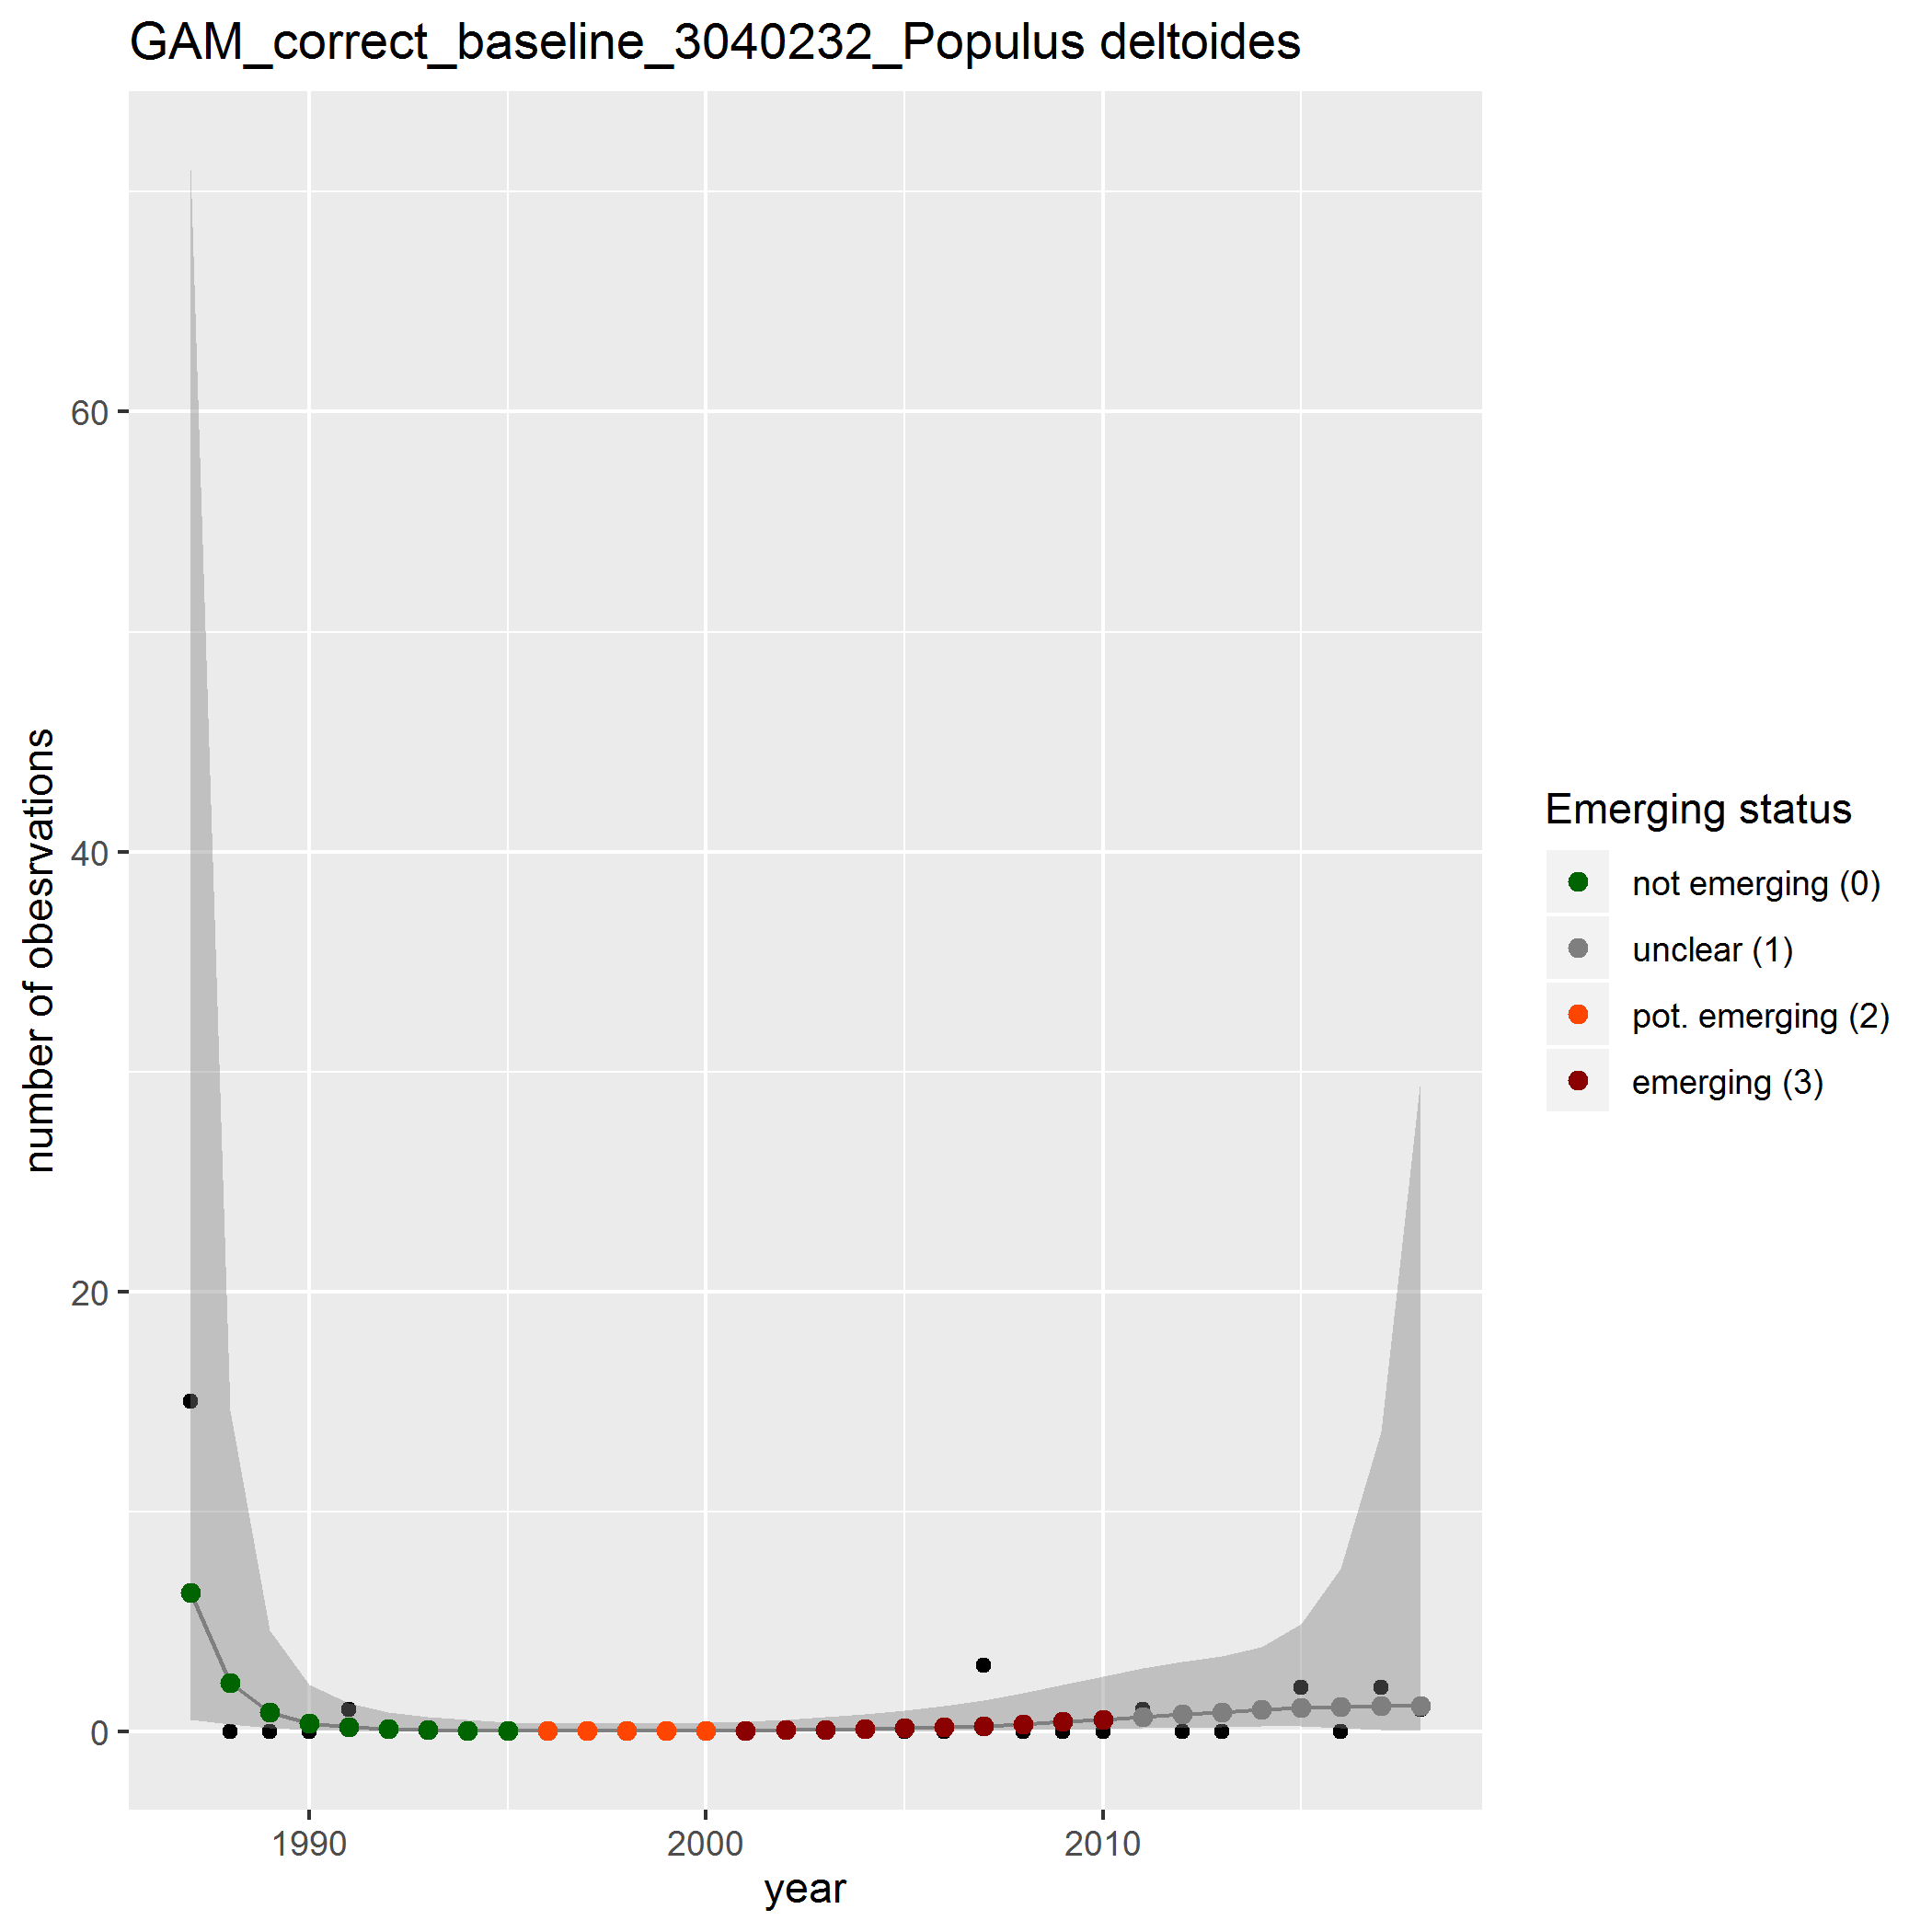 GAM_correct_baseline_3040232_Populus deltoides
number of obesrvations
60
40
20
0
1990
2000
2010
year
Emerging status
not emerging (0)
unclear (1)
pot. emerging (2)
emerging (3)